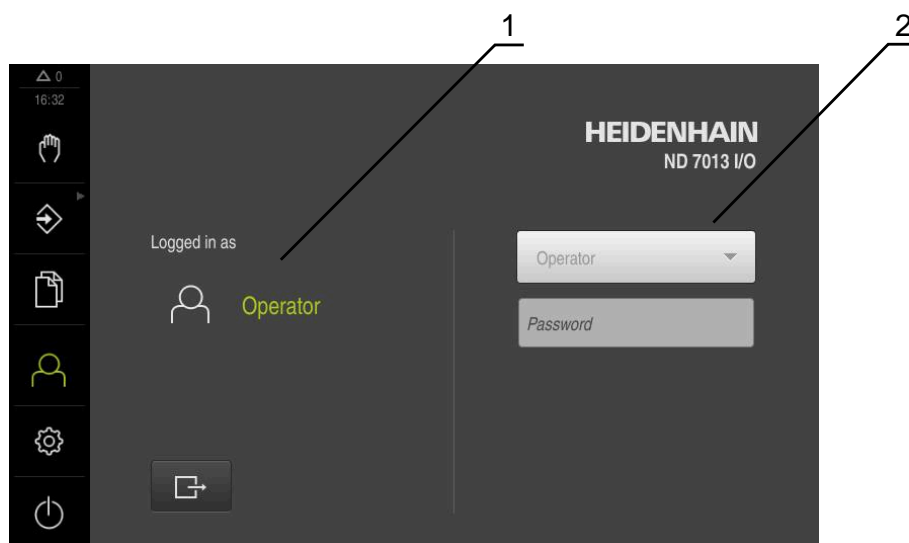 1
2
0
16:32
HEIDENHAIN
ND 7013 I/O
Logged in as
Operator
Operator
Password